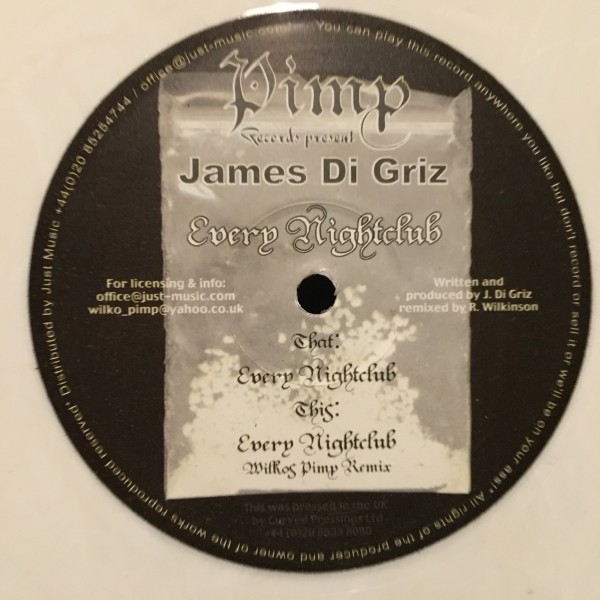 Pimp
Records present
James Di Griz
Every Nightclub
For licensing & info:
office@just-music.com
wilko_pimp@yahoo.co.uk
Written and
produced by J. Di Griz
remixed by R. Wilkinson
That:
Every Nightclub
This:
Every Nightclub
Wilkos Pimp Remix
This was pressed in the UK
by Curved Pressings Ltd
You can play this record anywhere you like but don't record or sell it or we'll be on your ass!* All rights of the producer and owner of the works reproduced reserved* Distributed by Just Music +44(0)20 85254744 / office@just-music.com*